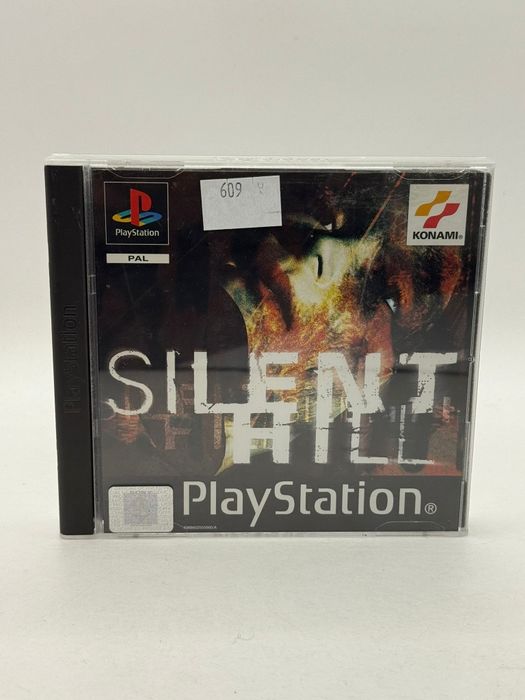 PlayStation
PAL
609
KONAMI®
PlayStation
SILENT
HILL
PlayStation®